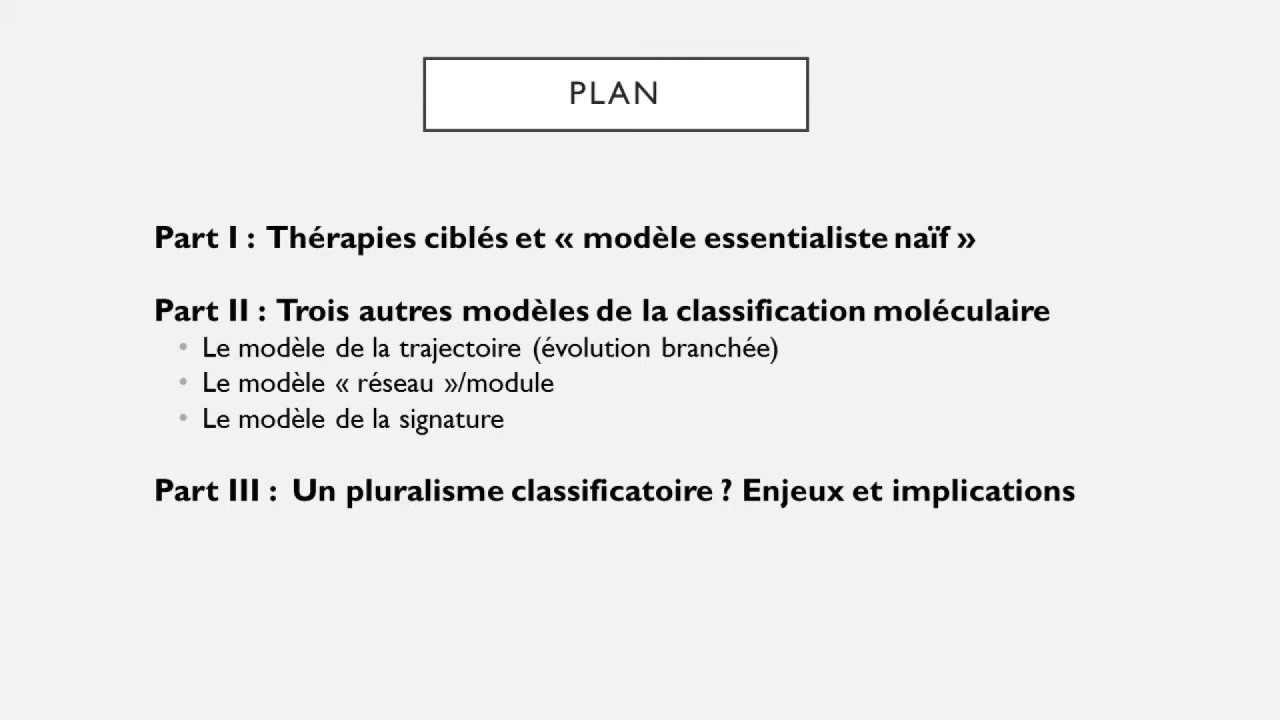 PLAN
Part I : Thérapies ciblés et « modèle essentialiste naïf »
Part II : Trois autres modèles de la classification moléculaire
• Le modèle de la trajectoire (évolution branchée)
• Le modèle « réseau »/module
• Le modèle de la signature
Part III : Un pluralisme classificatoire ? Enjeux et implications